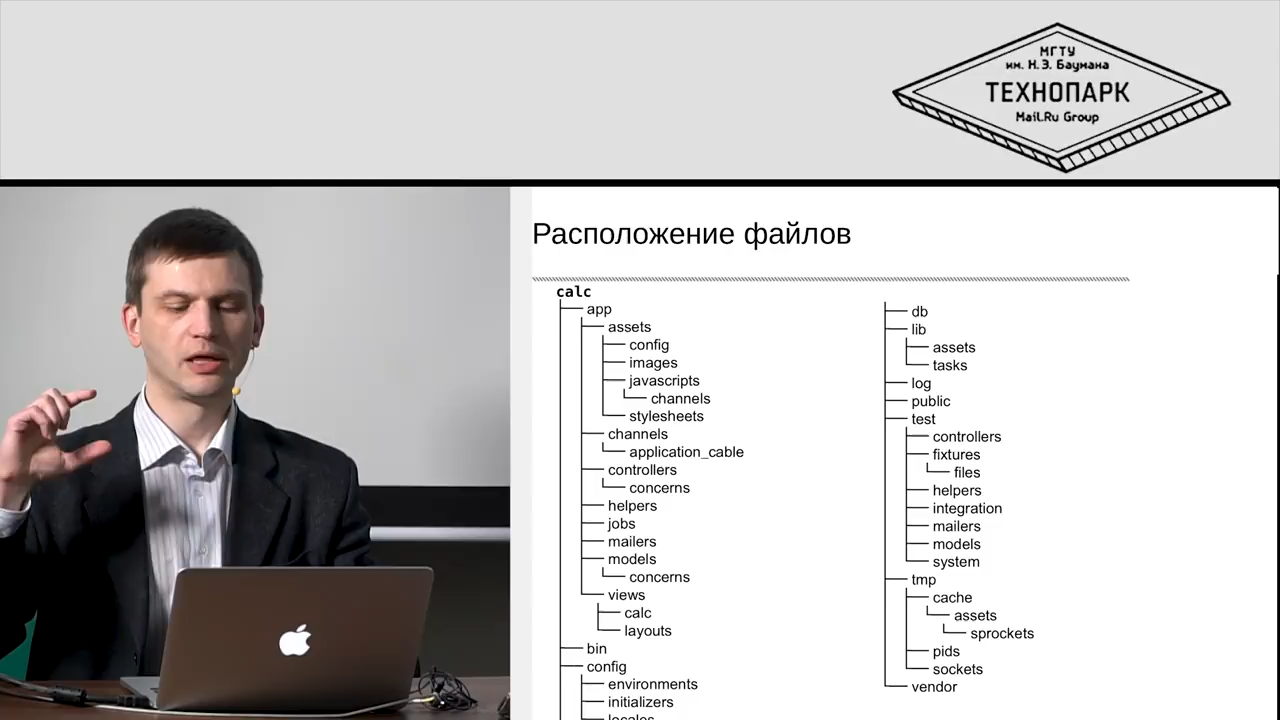 МГТУ
им. Н.Э. Баумана
ТЕХНОПАРК
Mail.Ru Group
Расположение файлов
calc
app
assets
config
images
javascripts
channels
stylesheets
channels
application_cable
controllers
concerns
helpers
jobs
mailers
models
concerns
views
calc
layouts
bin
config
environments
initializers
locales
db
lib
assets
tasks
log
public
test
controllers
fixtures
files
helpers
integration
mailers
models
system
tmp
cache
assets
sprockets
pids
sockets
vendor